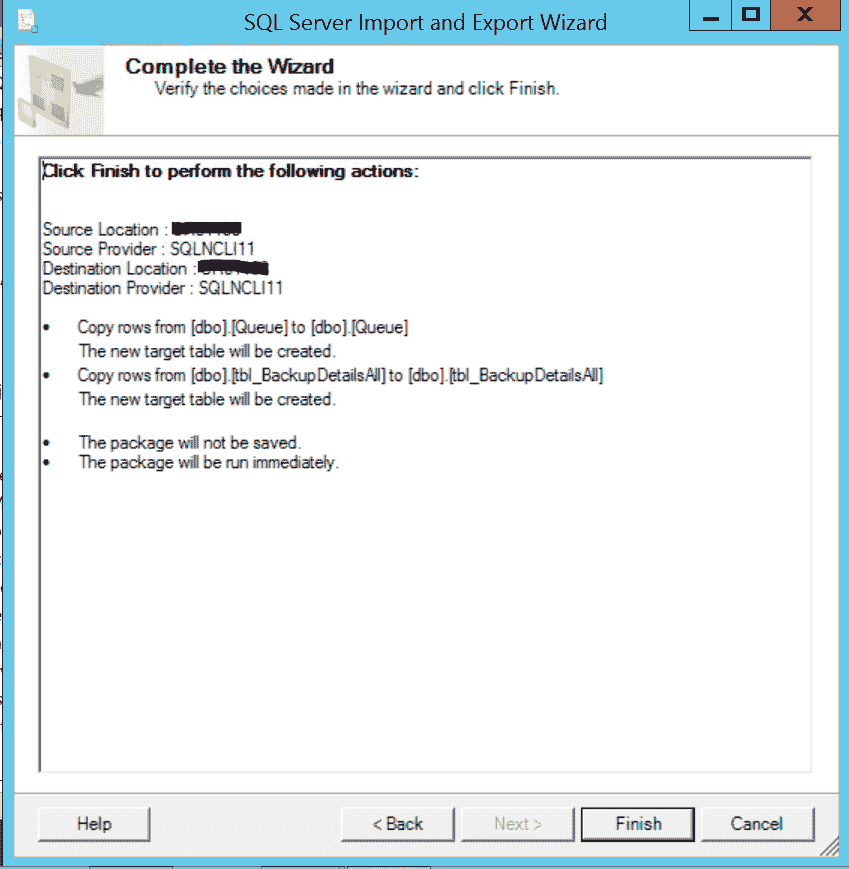 SQL Server Import and Export Wizard
Complete the Wizard
Verify the choices made in the wizard and click Finish.
Click Finish to perform the following actions:
Source Location :
Source Provider : SQLNCLI11
Destination Location :
Destination Provider : SQLNCLI11
• Copy rows from [dbo].[Queue] to [dbo].[Queue]
The new target table will be created.
• Copy rows from [dbo].[tbl_BackupDetailsAll] to [dbo].[tbl_BackupDetailsAll]
The new target table will be created.
• The package will not be saved.
• The package will be run immediately.
Help < Back Next > Finish Cancel